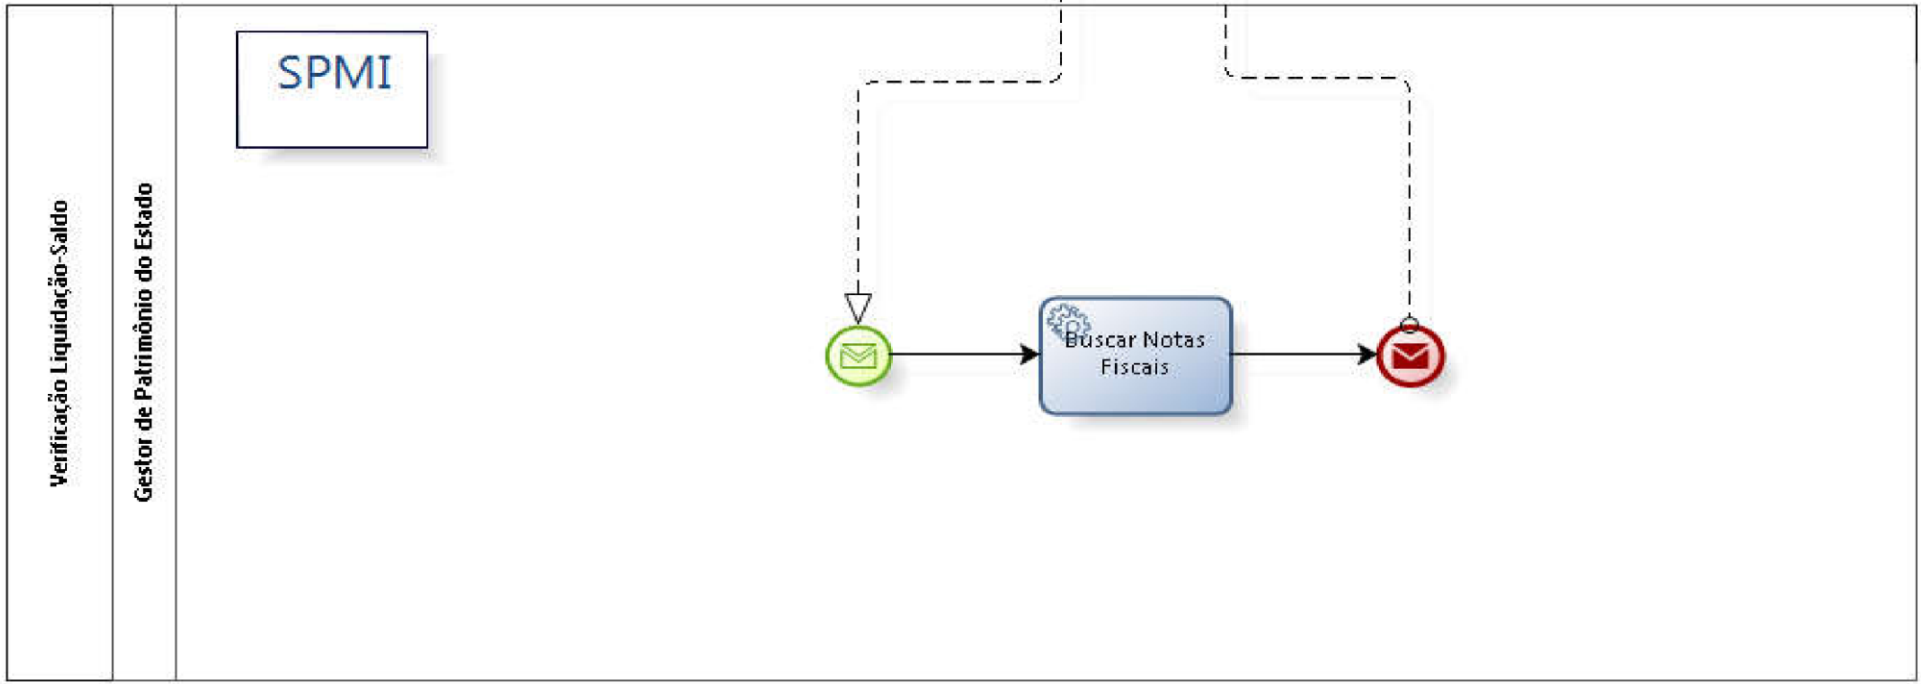 SPMI
Verificação Liquidação-Saldo
Gestor de Patrimônio do Estado
Buscar Notas
Fiscais